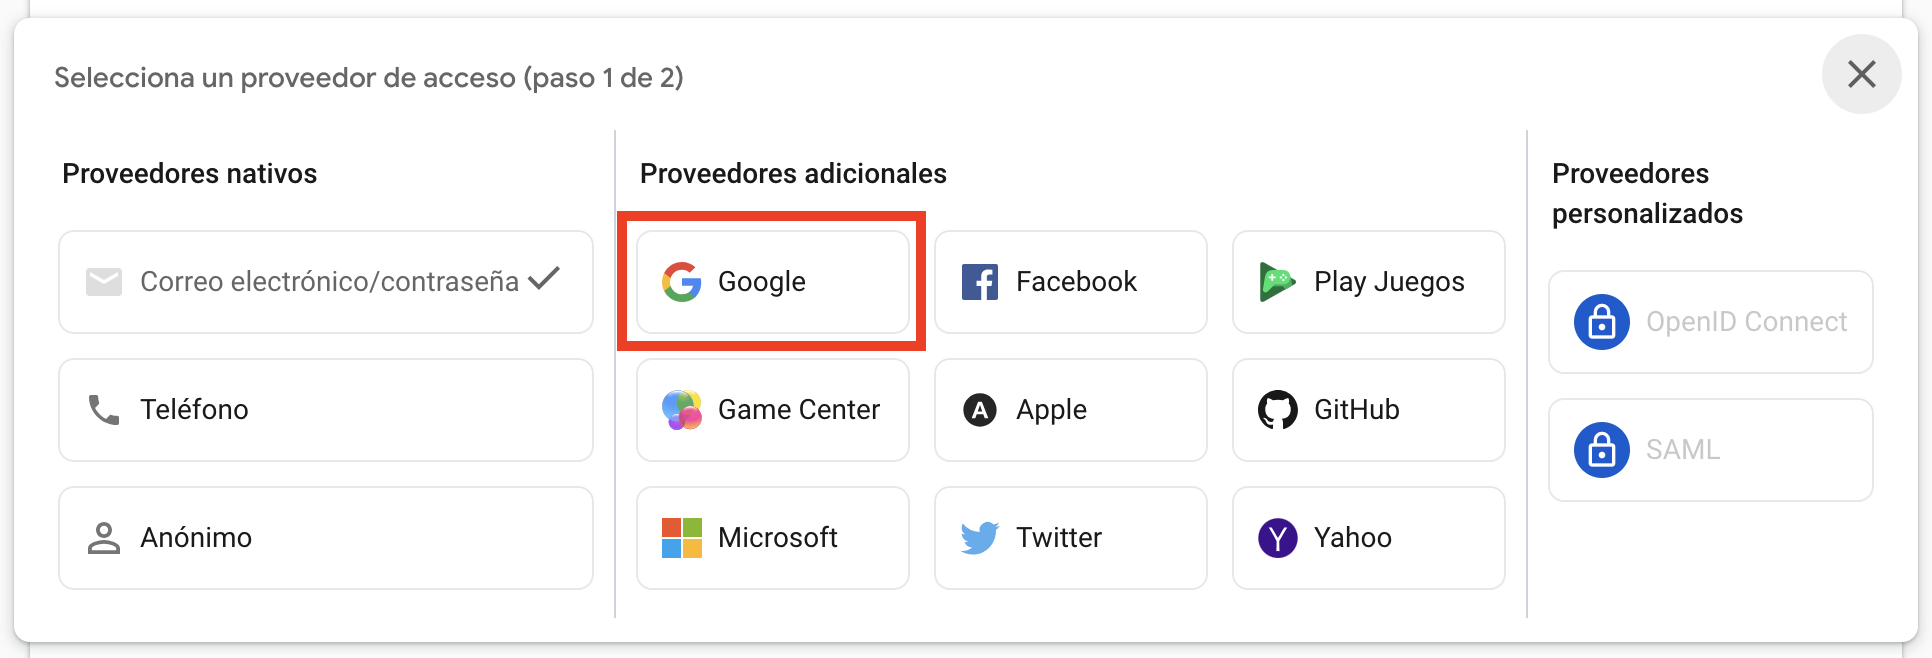 Selecciona un proveedor de acceso (paso 1 de 2)
Proveedores nativos
Correo electrónico/contraseña
Teléfono
Anónimo
Proveedores adicionales
Google
Facebook
Play Juegos
Game Center
Apple
GitHub
Microsoft
Twitter
Yahoo
Proveedores
personalizados
OpenID Connect
SAML